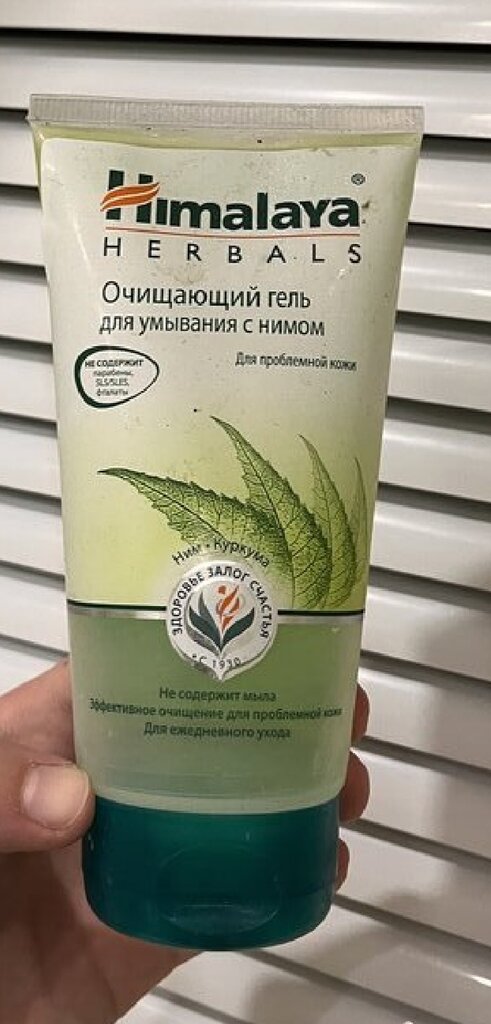 Himalaya®
HERBALS
Очищающий гель
для умывания с нимом
Для проблемной кожи
НЕ СОДЕРЖИТ
парабены,
SLS/SLES,
фталаты
Ним • Куркума
ЗДОРОВЬЕ ЗАЛОГ СЧАСТЬЯ
• С 1930
Не содержит мыла
Эффективное очищение для проблемной кожи
Для ежедневного ухода